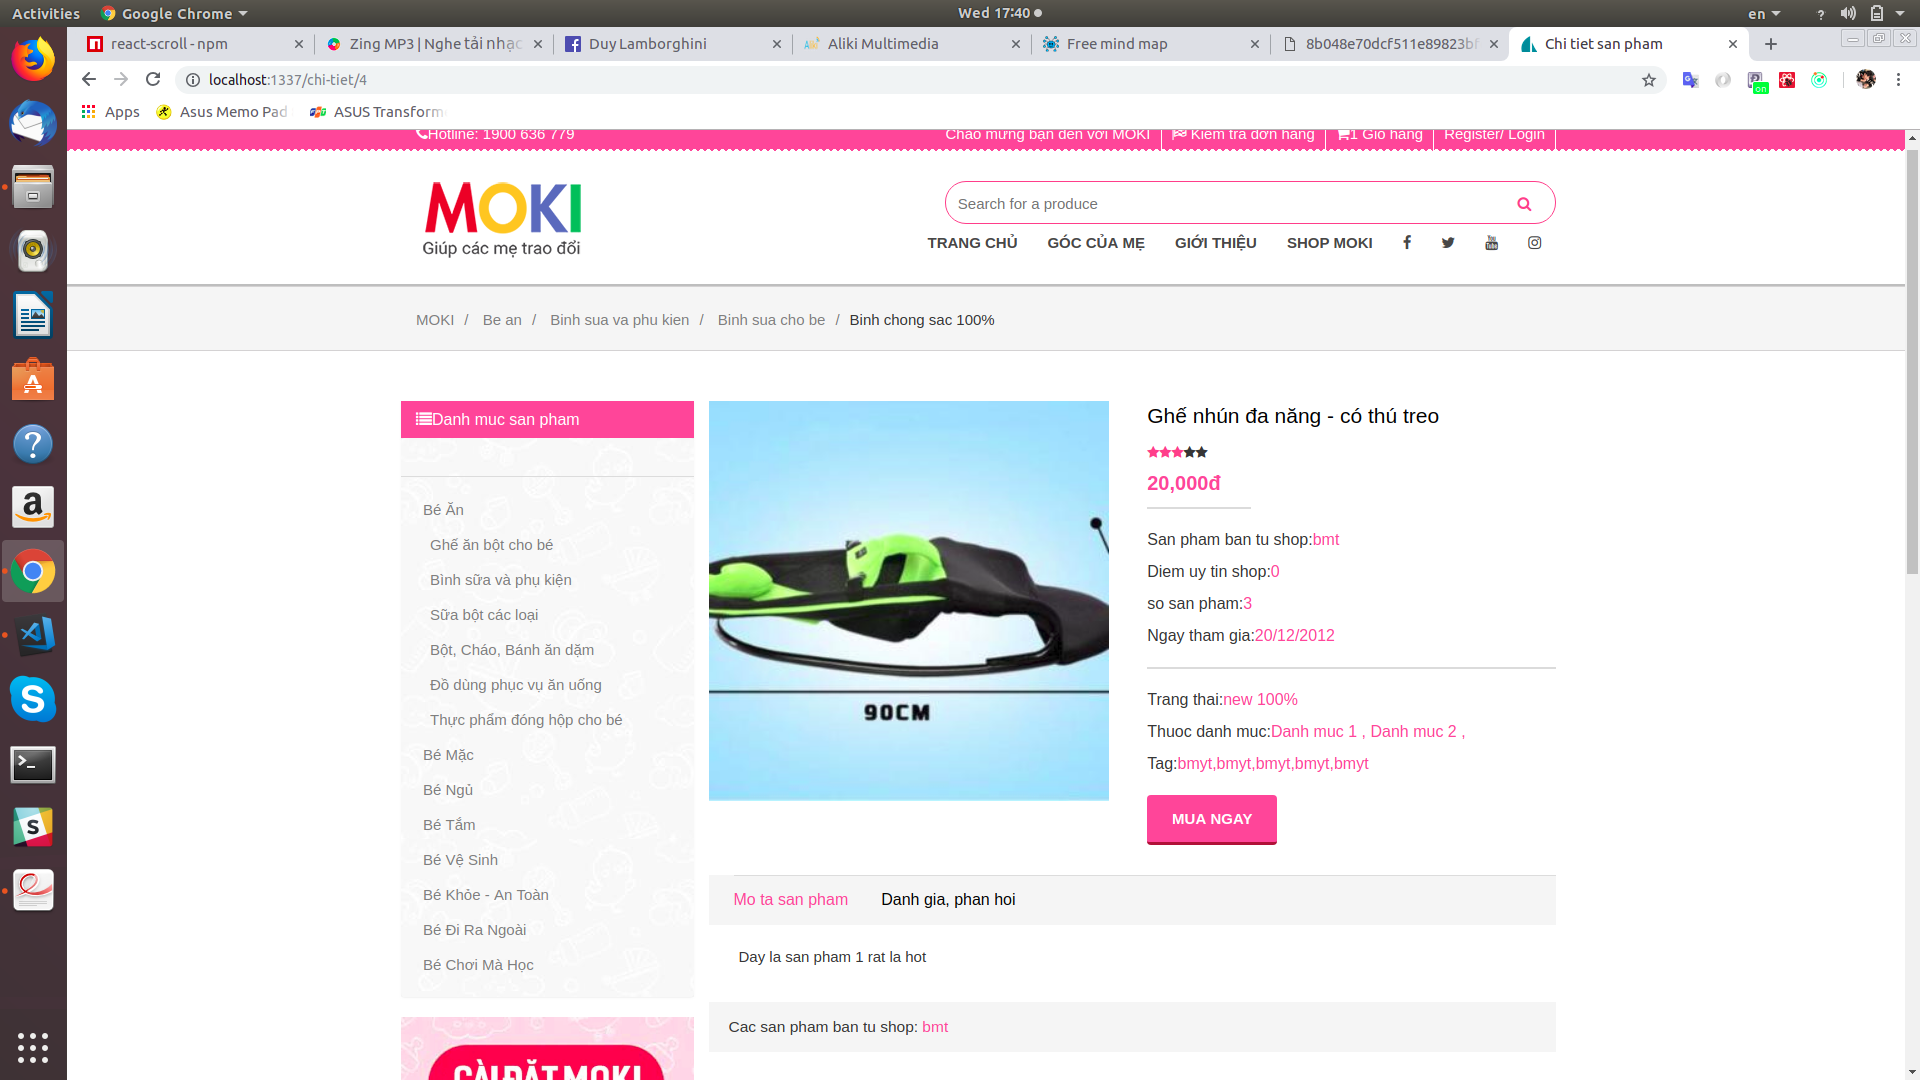 Activities Google Chrome Wed 17:40 en
react-scroll - npm
Zing MP3 | Nghe tải nhạc
Duy Lamborghini
Aliki Multimedia
Free mind map
8b048e70dcf511e89823bf
Chi tiet san pham
localhost:1337/chi-tiet/4
Apps Asus Memo Pad ASUS Transform
Hotline: 1900 636 779
Chào mừng bạn đến với MOKI
Kiểm tra đơn hàng
1 Giỏ hàng
Register/ Login
MOKI
Giúp các mẹ trao đổi
Search for a produce
TRANG CHỦ GÓC CỦA MẸ GIỚI THIỆU SHOP MOKI
MOKI / Be an / Binh sua va phu kien / Binh sua cho be / Binh chong sac 100%
Danh muc san pham
Bé Ăn
Ghế ăn bột cho bé
Bình sữa và phụ kiện
Sữa bột các loại
Bột, Cháo, Bánh ăn dặm
Đồ dùng phục vụ ăn uống
Thực phẩm đóng hộp cho bé
Bé Mặc
Bé Ngủ
Bé Tắm
Bé Vệ Sinh
Bé Khỏe - An Toàn
Bé Đi Ra Ngoài
Bé Chơi Mà Học
CÀI ĐẶT MOKI
90CM
Ghế nhún đa năng - có thú treo
20,000đ
San pham ban tu shop:bmt
Diem uy tin shop:0
so san pham:3
Ngay tham gia:20/12/2012
Trang thai:new 100%
Thuoc danh muc:Danh muc 1 , Danh muc 2 ,
Tag:bmyt,bmyt,bmyt,bmyt,bmyt
MUA NGAY
Mo ta san pham Danh gia, phan hoi
Day la san pham 1 rat la hot
Cac san pham ban tu shop: bmt